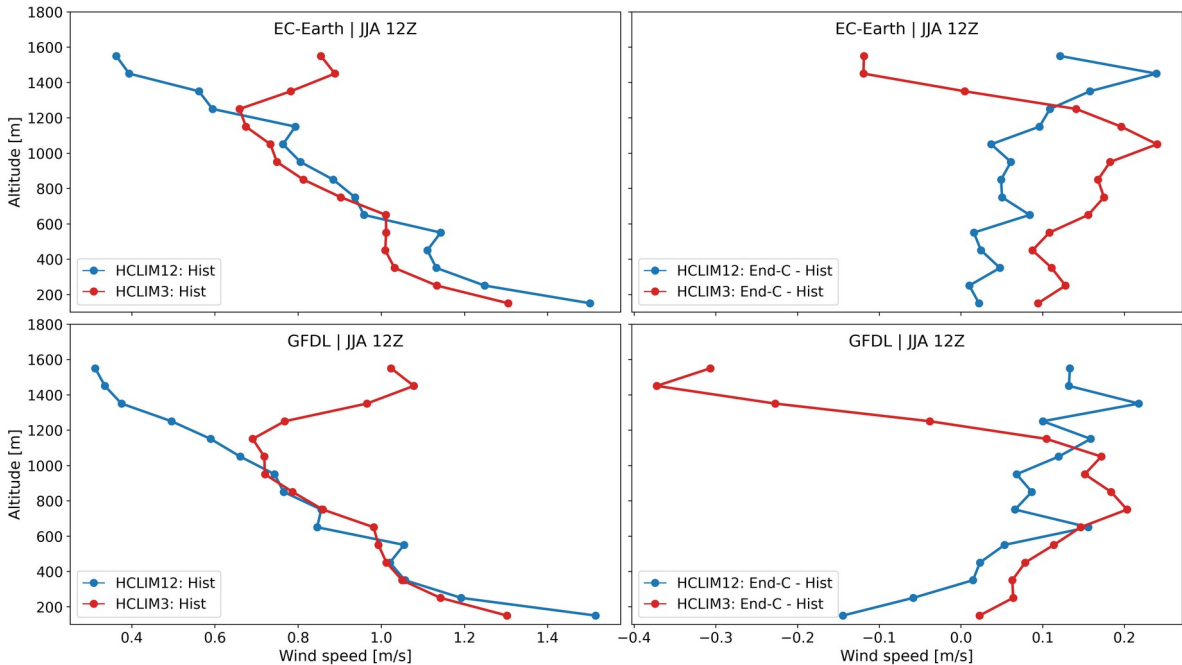 EC-Earth | JJA 12Z
Altitude [m]
1800
1600
1400
1200
1000
800
600
400
200
HCLIM12: Hist
HCLIM3: Hist
EC-Earth | JJA 12Z
HCLIM12: End-C - Hist
HCLIM3: End-C - Hist
GFDL | JJA 12Z
Altitude [m]
1800
1600
1400
1200
1000
800
600
400
200
HCLIM12: Hist
HCLIM3: Hist
0.4 0.6 0.8 1.0 1.2 1.4
Wind speed [m/s]
GFDL | JJA 12Z
HCLIM12: End-C - Hist
HCLIM3: End-C - Hist
−0.4 −0.3 −0.2 −0.1 0.0 0.1 0.2
Wind speed [m/s]